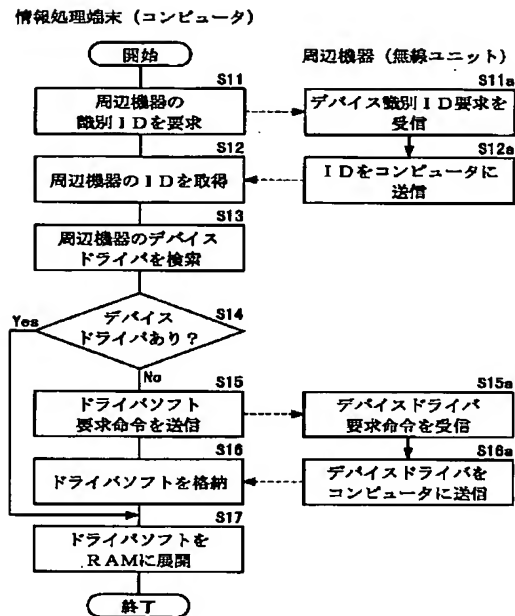 情報処理端末(コンピュータ)
開始
周辺機器(無線ユニット)
S11
周辺機器の
識別IDを要求
S11a
デバイス識別ID要求を
受信
S12
周辺機器のIDを取得
S12a
IDをコンピュータに
送信
S13
周辺機器のデバイス
ドライバを検索
S14
デバイス
ドライバあり?
Yes
No
S15
ドライバソフト
要求命令を送信
S15a
デバイスドライバ
要求命令を受信
S16
ドライバソフトを格納
S16a
デバイスドライバを
コンピュータに送信
S17
ドライバソフトを
RAMに展開
終了